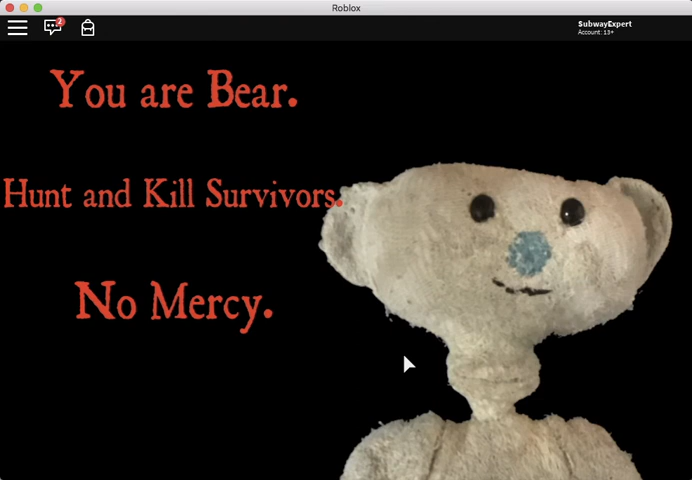 Roblox
2
SubwayExpert
Account: 13+
You are Bear.
Hunt and Kill Survivors.
No Mercy.